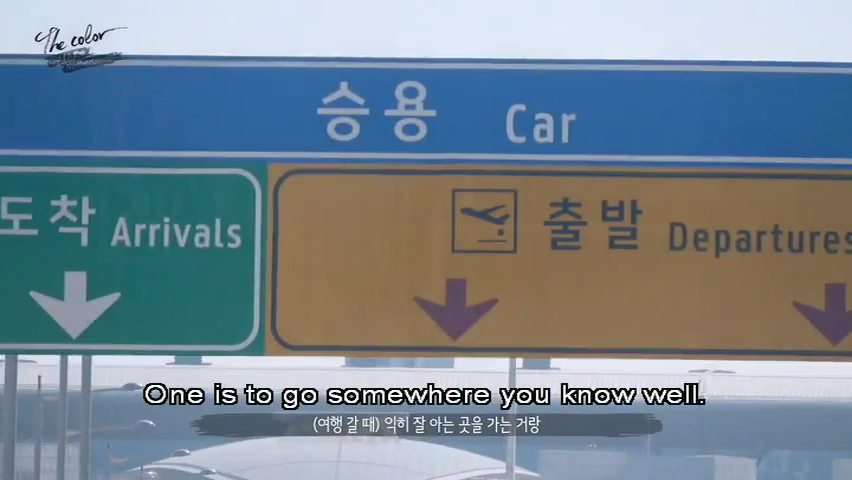 The color
승용 Car
도착 Arrivals
출발 Departures
One is to go somewhere you know well.
(여행 갈 때) 익히 잘 아는 곳을 가는 거랑